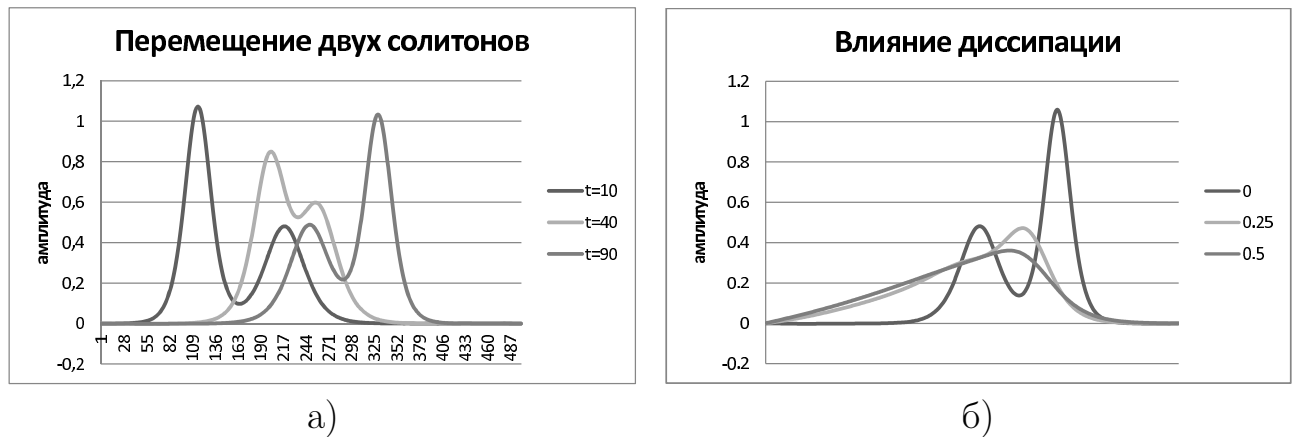 Перемещение двух солитонов
1,2
1
0,8
0,6
0,4
0,2
0
-0,2
амплитуда
1 28 55 82 109 136 163 190 217 244 271 298 325 352 379 406 433 460 487
t=10
t=40
t=90
а)
Влияние диссипации
1.2
1
0.8
0.6
0.4
0.2
0
-0.2
амплитуда
0
0.25
0.5
б)